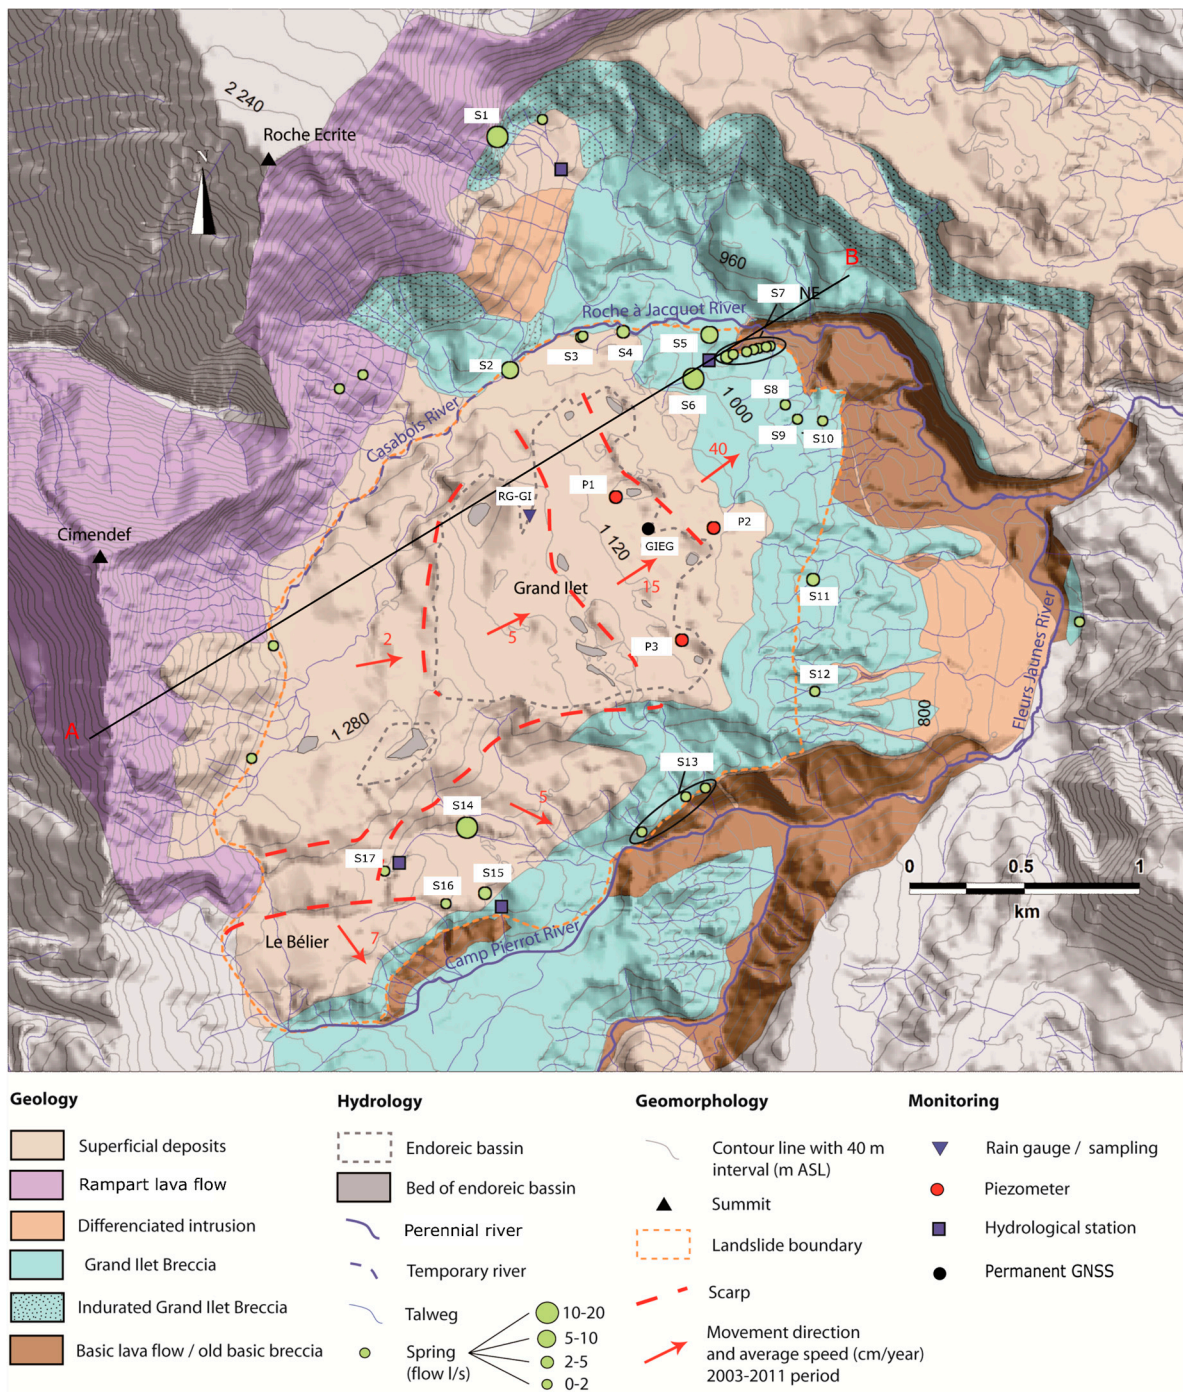 2 240
Roche Ecrite
N
S1
960
B
S7
NE
Roche à Jacquot River
S2
S3
S4
S5
S6
1 000
S8
S9
S10
Casabois River
40
RG-GI
P1
P2
Cimendef
1 120
GIEG
Grand Ilet
15
S11
5
2
P3
S12
Fleurs Jaunes River
A
1 280
800
S13
S14
5
S17
S16
S15
0 0.5 1
km
Le Bélier
7
Camp Pierrot River
Geology
Superficial deposits
Rampart lava flow
Differenciated intrusion
Grand Ilet Breccia
Indurated Grand Ilet Breccia
Basic lava flow / old basic breccia
Hydrology
Endoreic bassin
Bed of endoreic bassin
Perennial river
Temporary river
Talweg
Spring
(flow l/s)
10-20
5-10
2-5
0-2
Geomorphology
Contour line with 40 m
interval (m ASL)
Summit
Landslide boundary
Scarp
Movement direction
and average speed (cm/year)
2003-2011 period
Monitoring
Rain gauge / sampling
Piezometer
Hydrological station
Permanent GNSS